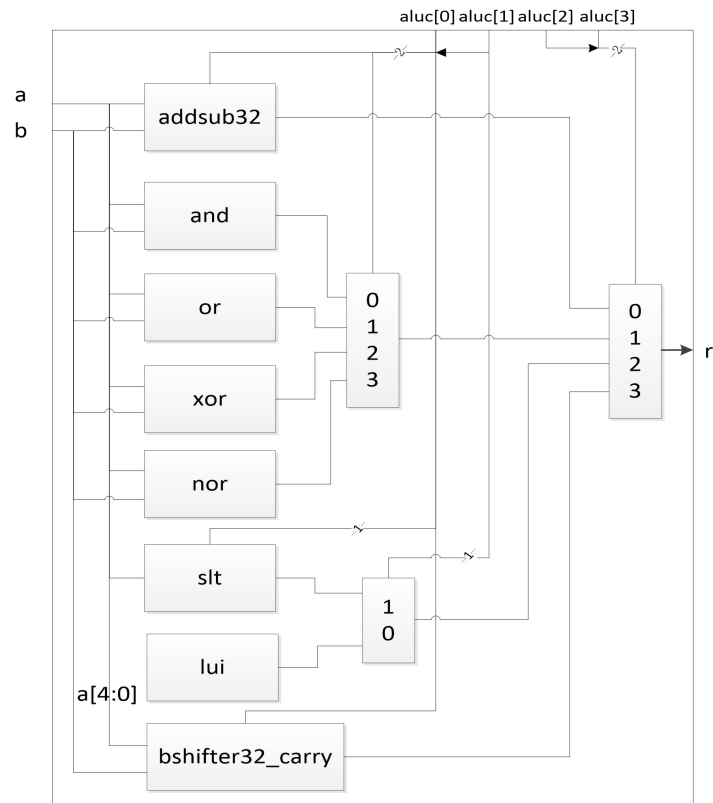 aluc[0] aluc[1] aluc[2] aluc[3]
2
2
a
b
addsub32
and
or
xor
nor
0
1
2
3
0
1
2
3
r
1
1
slt
lui
1
0
a[4:0]
bshifter32_carry